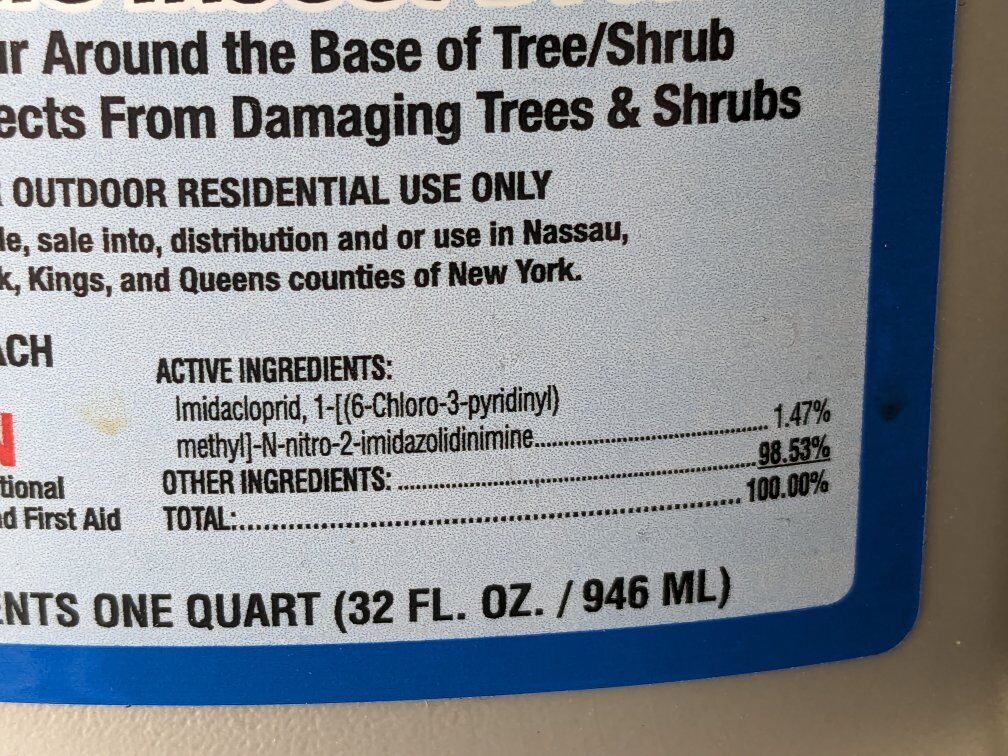 ur Around the Base of Tree/Shrub
ects From Damaging Trees & Shrubs
OUTDOOR RESIDENTIAL USE ONLY
le, sale into, distribution and or use in Nassau,
k, Kings, and Queens counties of New York.
ACH
ACTIVE INGREDIENTS:
Imidacloprid, 1-[(6-Chloro-3-pyridinyl)
methyl]-N-nitro-2-imidazolidinimine.......... 1.47%
N
OTHER INGREDIENTS: .......... 98.53%
tional
TOTAL:.......... 100.00%
d First Aid
ENTS ONE QUART (32 FL. OZ. / 946 ML)